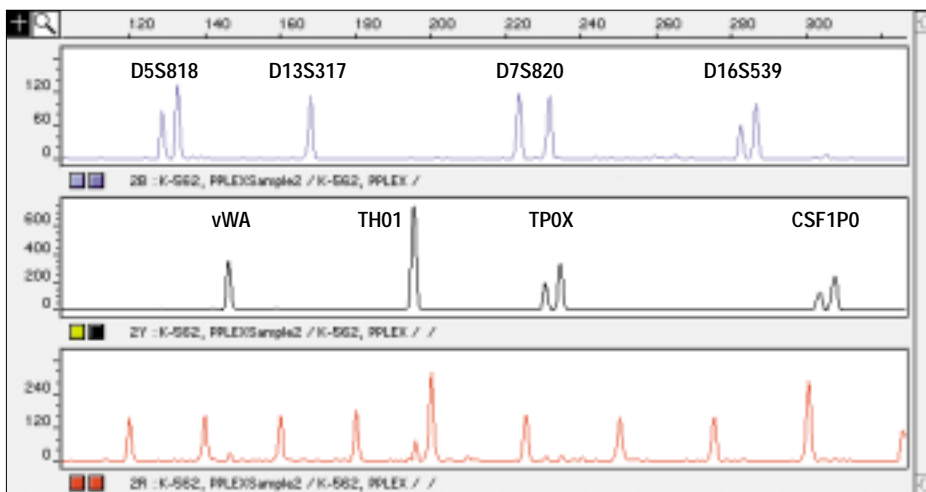 120 140 160 180 200 220 240 260 280 300
D5S818 D13S317 D7S820 D16S539
120
60
0
2B : K-562, PPLEXSample2 / K-562, PPLEX /
600
vWA TH01 TP0X CSF1P0
400
200
0
2Y : K-562, PPLEXSample2 / K-562, PPLEX / /
240
120
0
2R : K-562, PPLEXSample2 / K-562, PPLEX / /